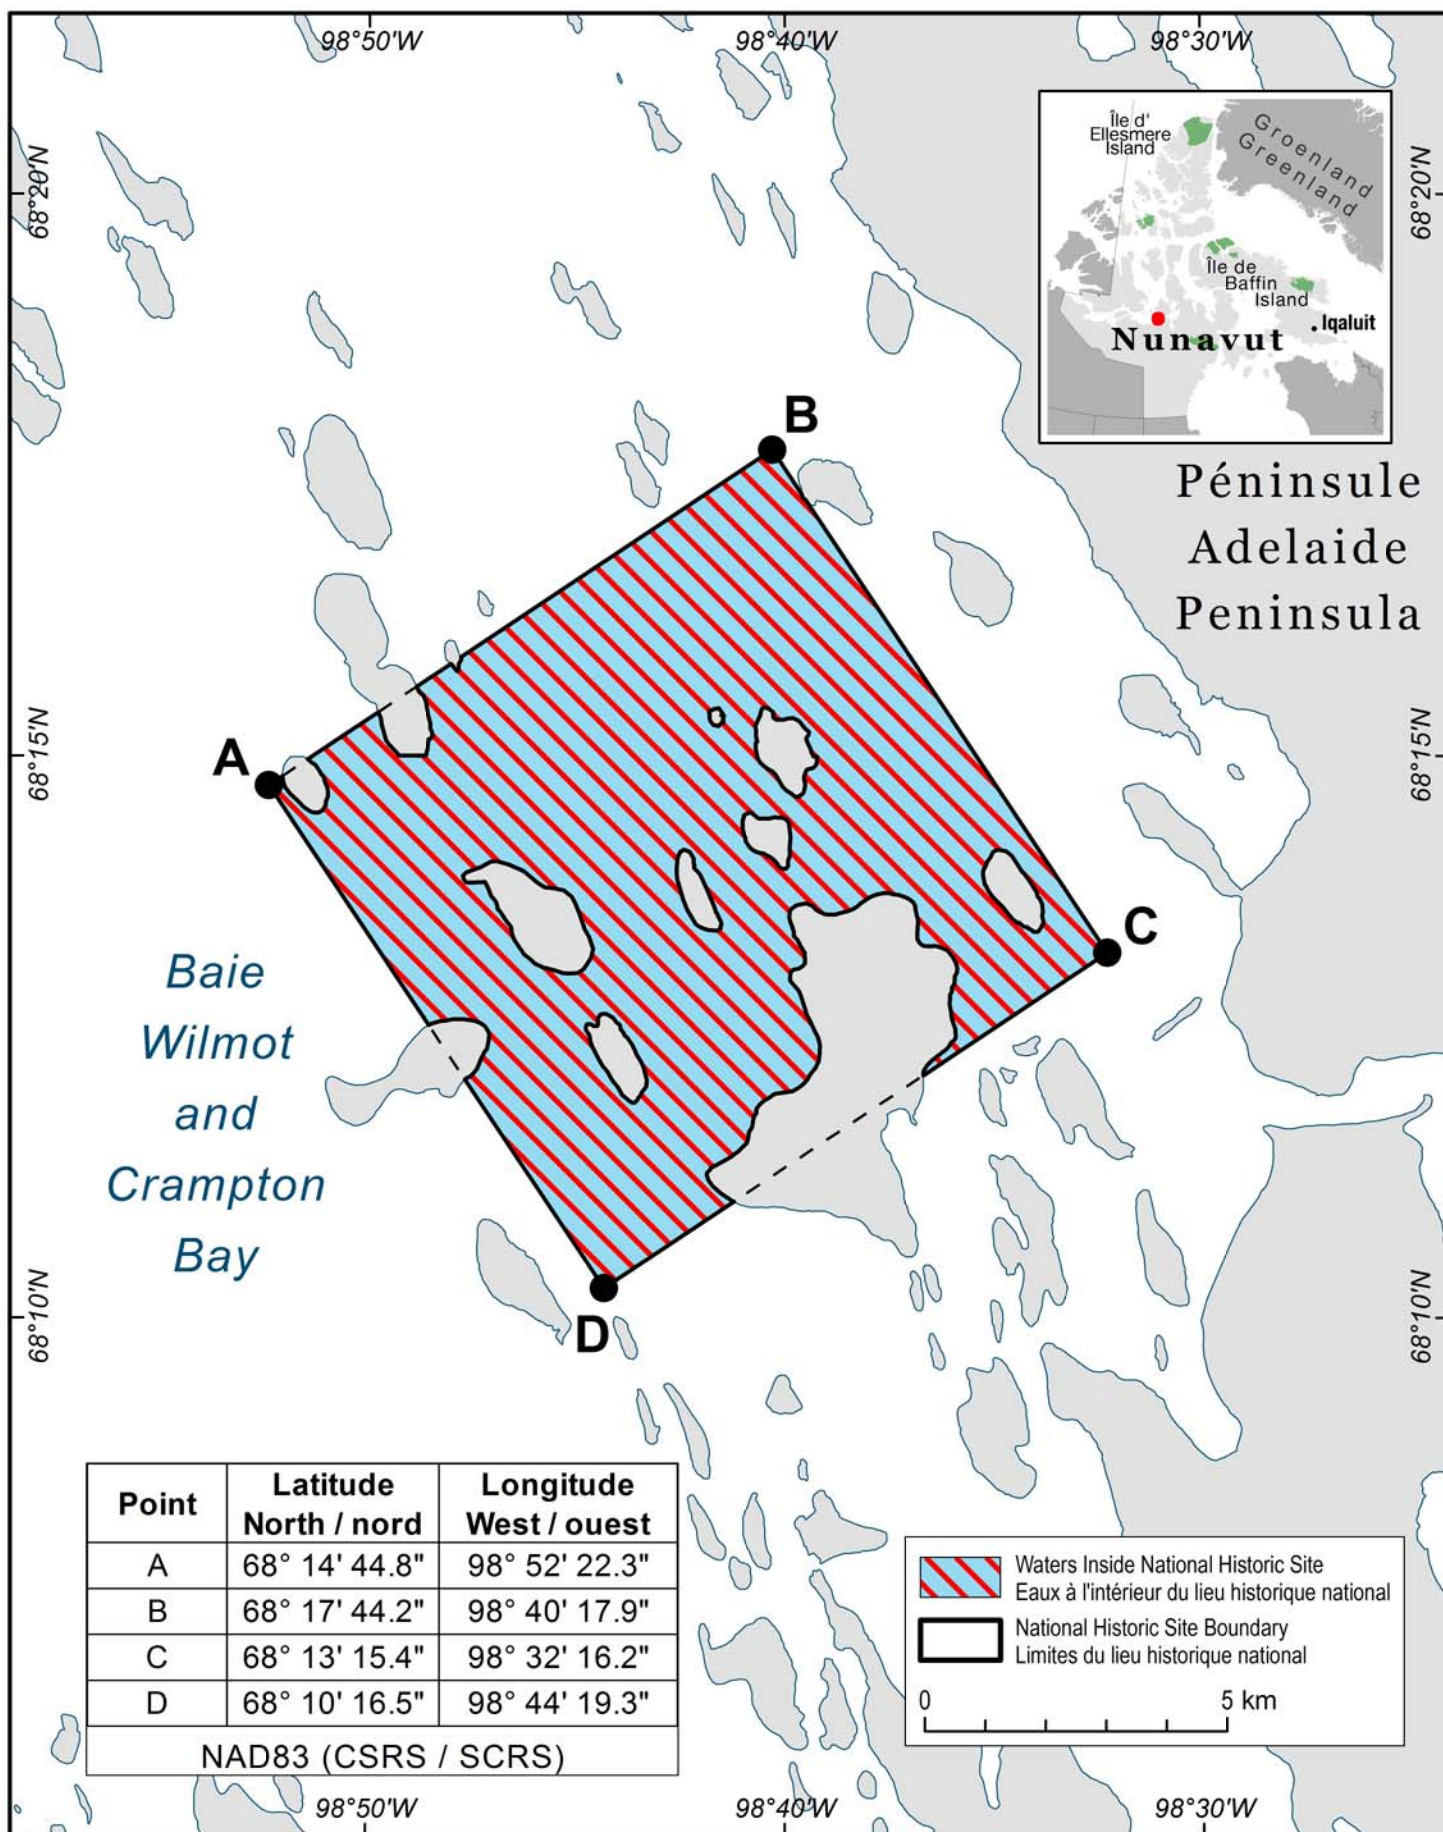 98°50'W
98°40'W
98°30'W
68°20'N
68°20'N
Île d'
Ellesmere
Island
Groenland
Greenland
Île de
Baffin
Island
Iqaluit
Nunavut
B
Péninsule
Adelaide
Peninsula
68°15'N
68°15'N
A
C
Baie
Wilmot
and
Crampton
Bay
68°10'N
68°10'N
D
Point Latitude North / nord Longitude West / ouest
A 68° 14' 44.8" 98° 52' 22.3"
B 68° 17' 44.2" 98° 40' 17.9"
C 68° 13' 15.4" 98° 32' 16.2"
D 68° 10' 16.5" 98° 44' 19.3"
NAD83 (CSRS / SCRS)
Waters Inside National Historic Site
Eaux à l'intérieur du lieu historique national
National Historic Site Boundary
Limites du lieu historique national
0 5 km
98°50'W
98°40'W
98°30'W